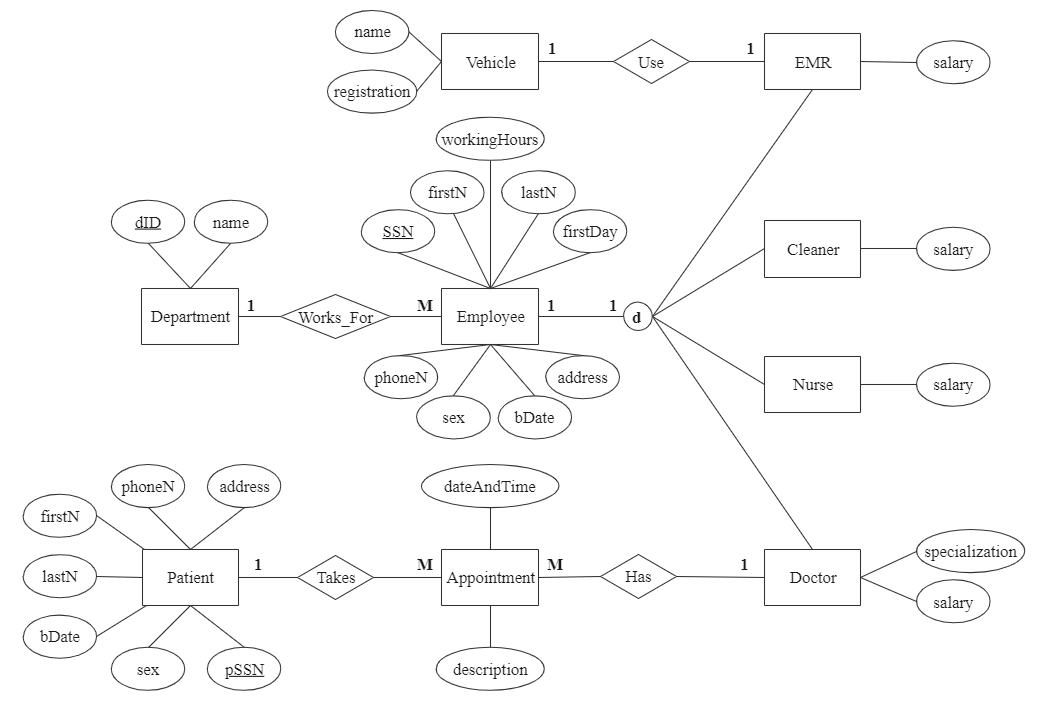 name
registration
Vehicle
1
Use
1
EMR
salary
workingHours
firstN
lastN
SSN
firstDay
dID
name
Cleaner
salary
Department
1
Works_For
M
Employee
1
1
d
phoneN
address
sex
bDate
Nurse
salary
phoneN
address
firstN
lastN
bDate
sex
pSSN
Patient
1
Takes
M
dateAndTime
Appointment
description
M
Has
1
Doctor
specialization
salary